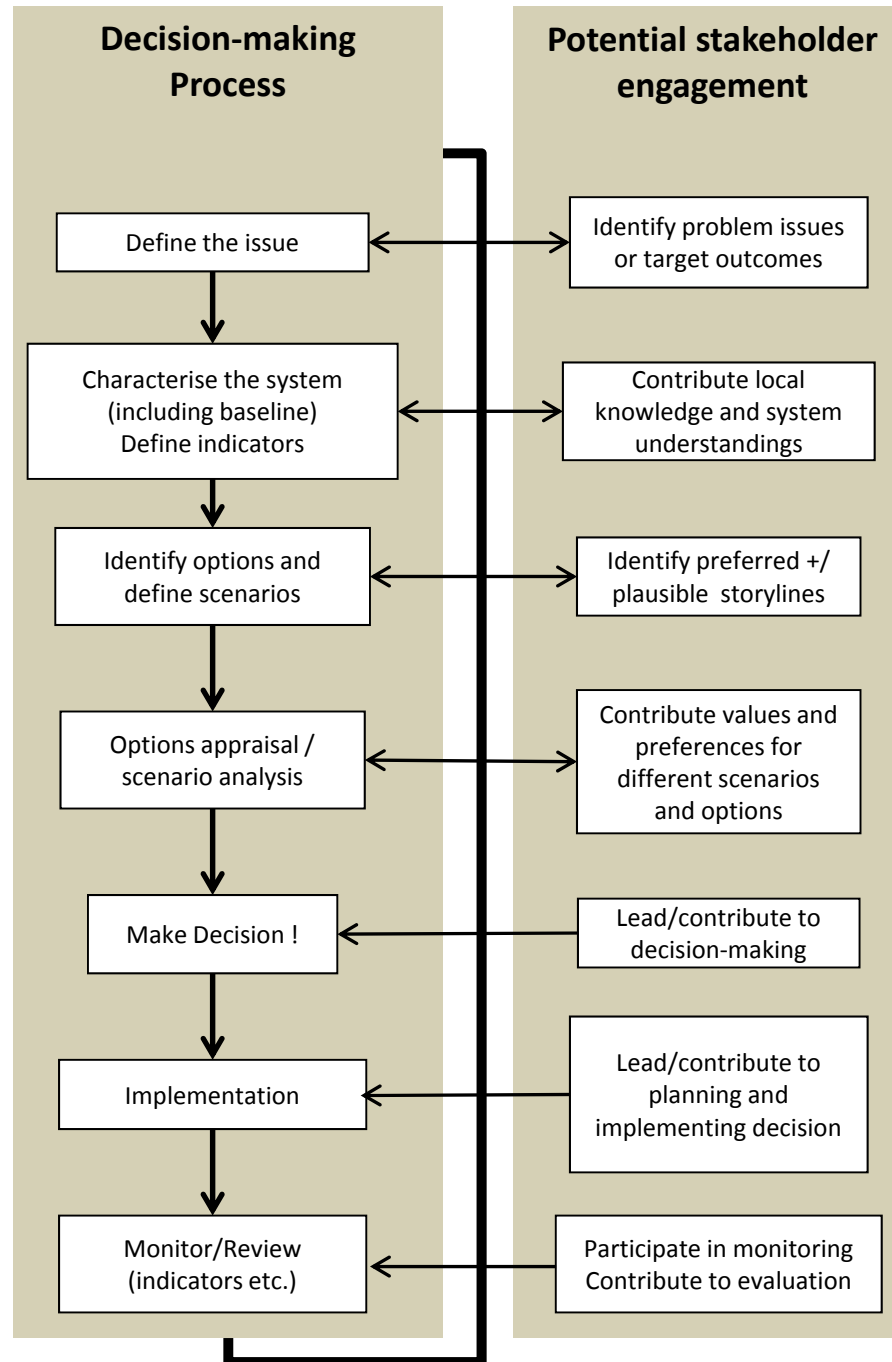 Decision-making
Process
Define the issue
Characterise the system
(including baseline)
Define indicators
Identify options and
define scenarios
Options appraisal /
scenario analysis
Make Decision !
Implementation
Monitor/Review
(indicators etc.)
Potential stakeholder
engagement
Identify problem issues
or target outcomes
Contribute local
knowledge and system
understandings
Identify preferred +/
plausible storylines
Contribute values and
preferences for
different scenarios
and options
Lead/contribute to
decision-making
Lead/contribute to
planning and
implementing decision
Participate in monitoring
Contribute to evaluation